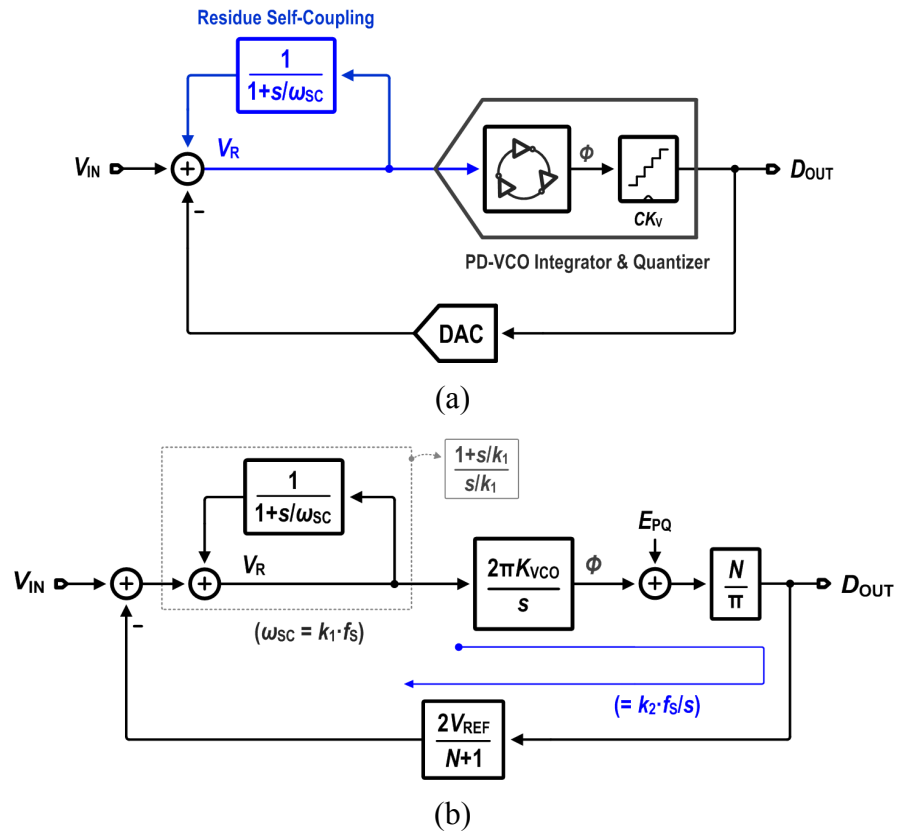 Residue Self-Coupling
1
1+s/ωSC
VR
VIN
+
−
Φ
CKV
DOUT
PD-VCO Integrator & Quantizer
DAC
(a)
1
1+s/ωSC
1+s/k1
s/k1
VR
VIN
+
+
−
(ωSC = k1·fS)
2πKVCO
s
Φ
EPQ
+
N
π
DOUT
(= k2·fS/s)
2VREF
N+1
(b)